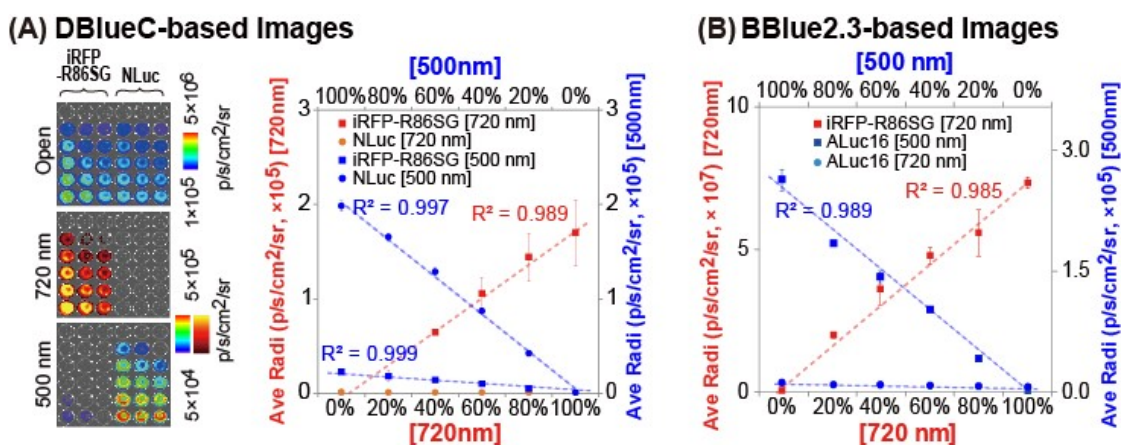 (A) DBlueC-based Images
iRFP
-R86SG
NLuc
Open
720 nm
500 nm
5×10⁶
p/s/cm2/sr
1×10⁵
5×10⁵
p/s/cm2/sr
5×10⁴
[500nm]
100% 80% 60% 40% 20% 0%
3
2
1
0
Ave Radi (p/s/cm²/sr, ×10⁵) [720nm]
iRFP-R86SG [720 nm]
NLuc [720 nm]
iRFP-R86SG [500 nm]
NLuc [500 nm]
R² = 0.997
R² = 0.989
R² = 0.999
3
2
1
0
Ave Radi (p/s/cm²/sr, ×10⁵) [500nm]
0% 20% 40% 60% 80% 100%
[720nm]
(B) BBlue2.3-based Images
[500 nm]
100% 80% 60% 40% 20% 0%
10
5
0
Ave Radi (p/s/cm²/sr, × 10⁷) [720nm]
iRFP-R86SG [720 nm]
ALuc16 [500 nm]
ALuc16 [720 nm]
R² = 0.985
R² = 0.989
3.0
1.5
0.0
Ave Radi (p/s/cm²/sr, ×10⁵) [500nm]
0% 20% 40% 60% 80% 100%
[720 nm]